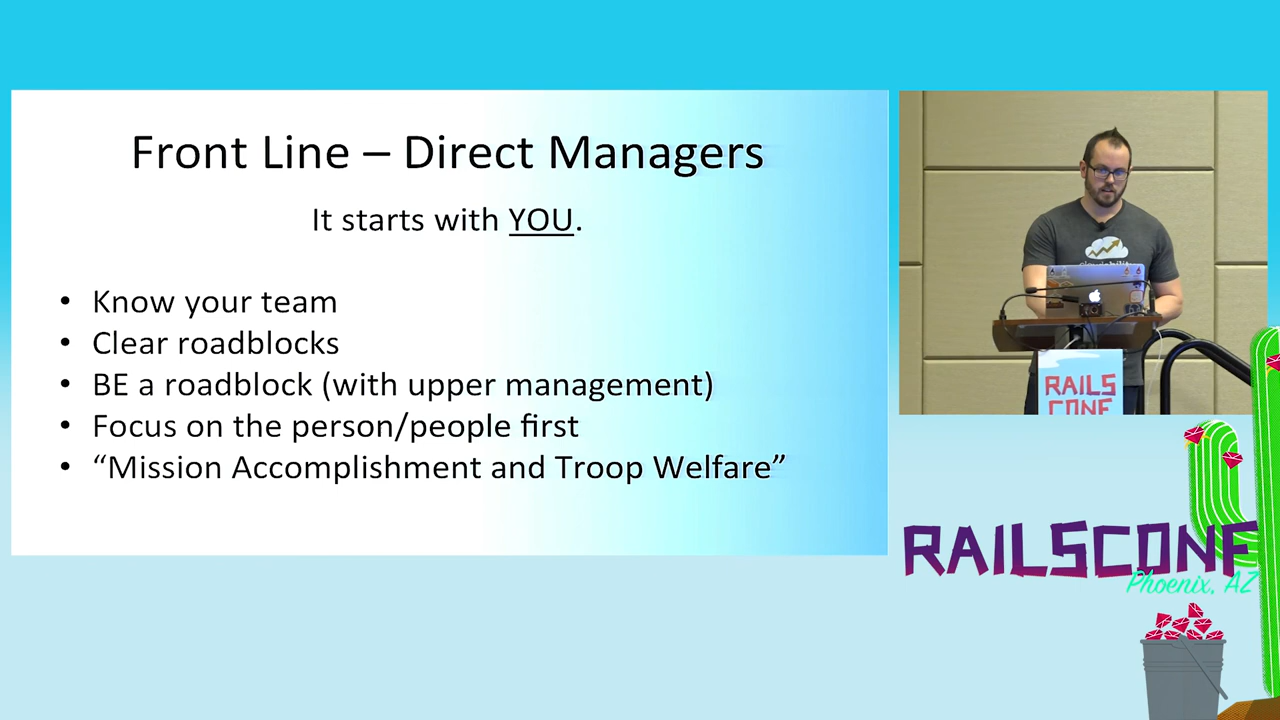 Front Line – Direct Managers
It starts with YOU.
• Know your team
• Clear roadblocks
• BE a roadblock (with upper management)
• Focus on the person/people first
• “Mission Accomplishment and Troop Welfare”
RAILS
CONF
RAILSCONF
Phoenix, AZ